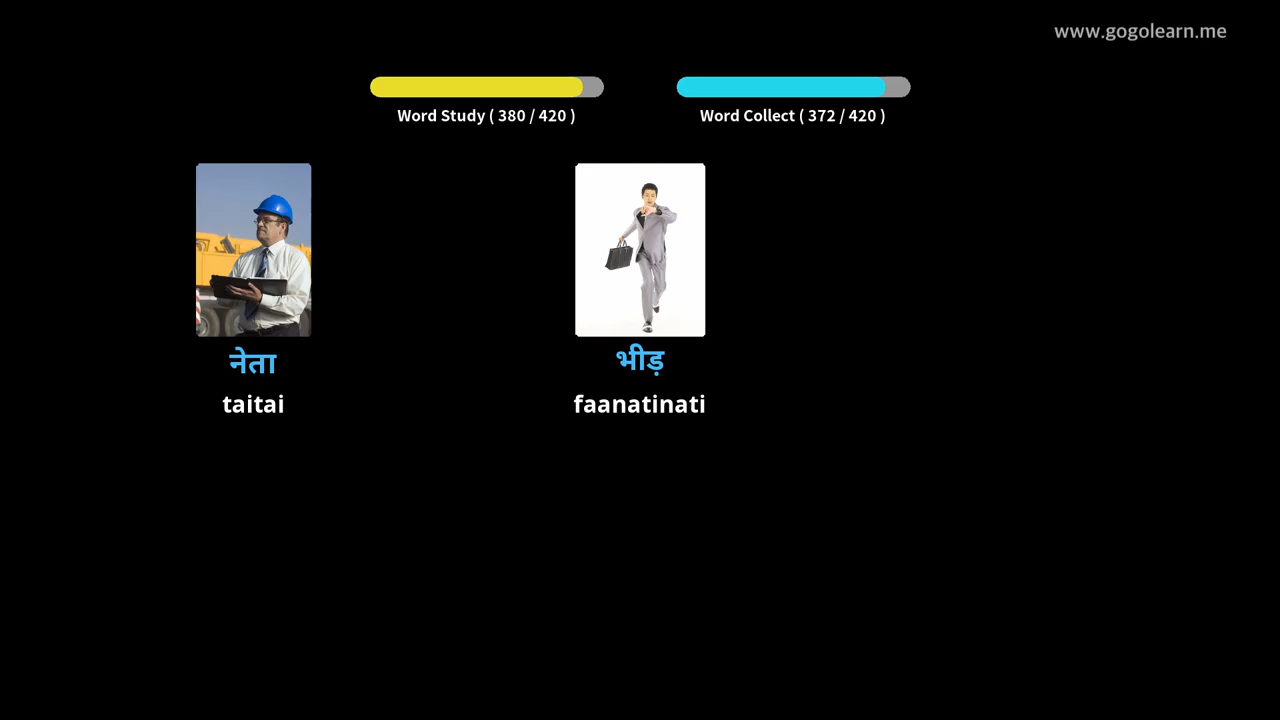 www.gogolearn.me
Word Study ( 380 / 420 )
Word Collect ( 372 / 420 )
नेता
भीड़
taitai
faanatinati